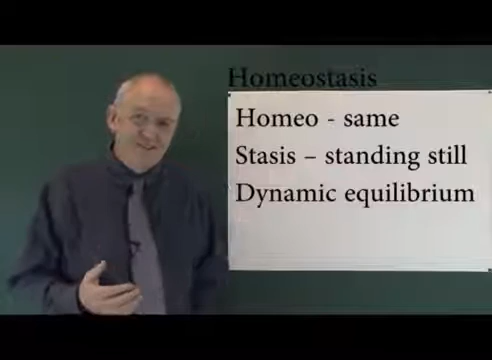 Homeostasis
Homeo - same
Stasis – standing still
Dynamic equilibrium